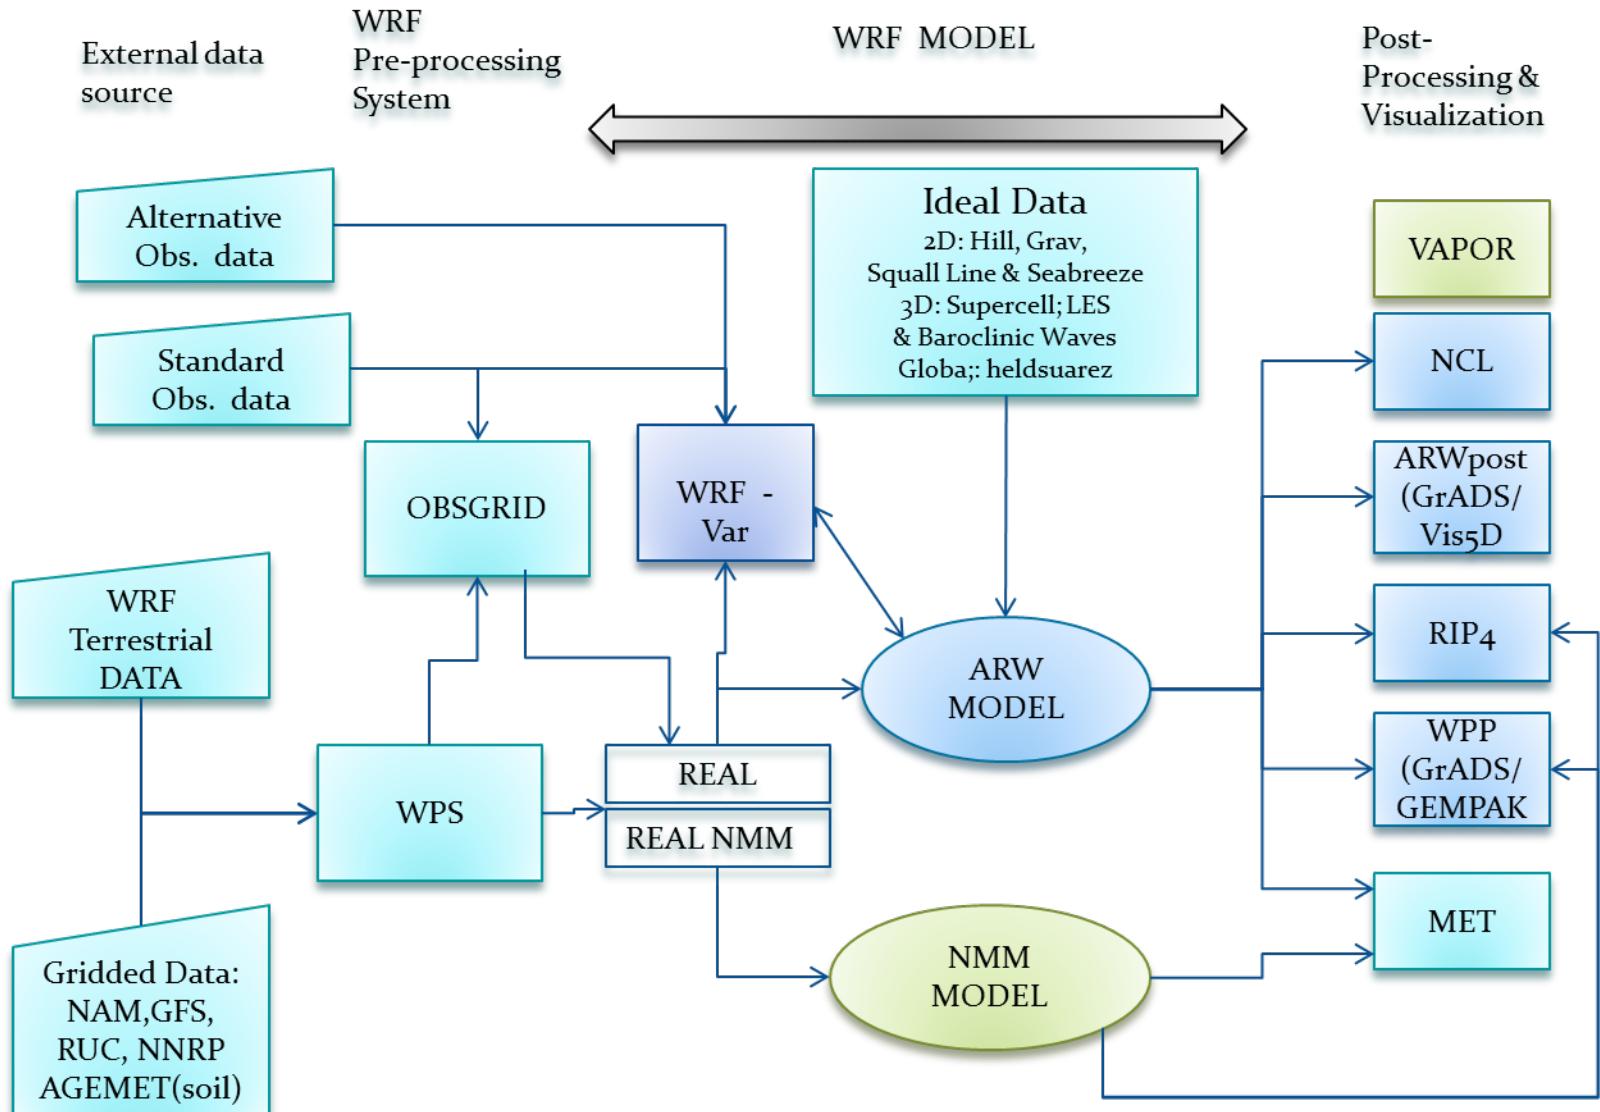 External data
source
WRF
Pre-processing
System
WRF MODEL
Post-
Processing &
Visualization
Alternative
Obs. data
Standard
Obs. data
Ideal Data
2D: Hill, Grav,
Squall Line & Seabreeze
3D: Supercell; LES
& Baroclinic Waves
Globa;: heldsuarez
VAPOR
NCL
OBSGRID
WRF -
Var
ARWpost
(GrADS/
Vis5D
WRF
Terrestrial
DATA
ARW
MODEL
RIP4
WPS
REAL
REAL NMM
WPP
(GrADS/
GEMPAK
MET
NMM
MODEL
Gridded Data:
NAM,GFS,
RUC, NNRP
AGEMET(soil)